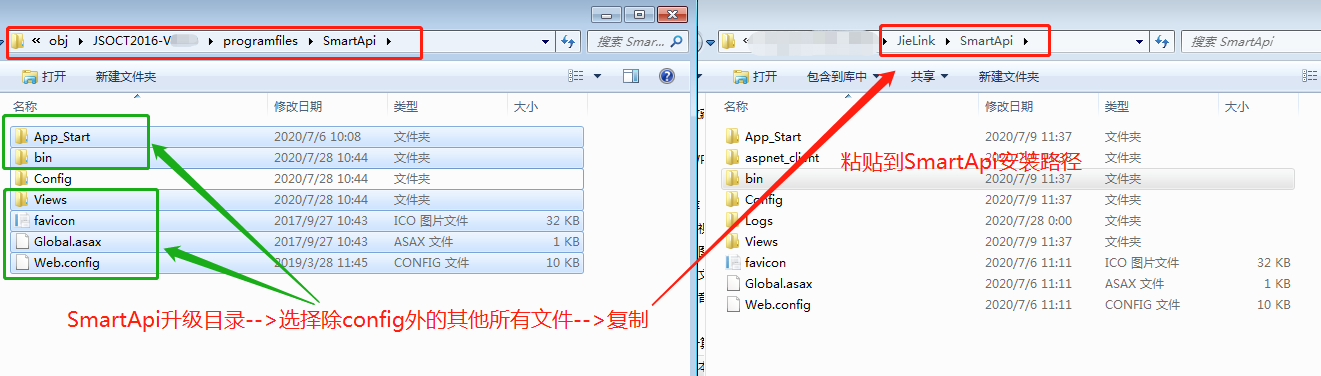 « obj ▸ JSOCT2016-V ▸ programfiles ▸ SmartApi ▸
搜索 Smar...
打开 新建文件夹
名称 修改日期 类型 大小
App_Start 2020/7/6 10:08 文件夹
bin 2020/7/28 10:44 文件夹
Config 2020/7/28 10:44 文件夹
Views 2020/7/28 10:44 文件夹
favicon 2017/9/27 10:43 ICO 图片文件 32 KB
Global.asax 2017/9/27 10:43 ASAX 文件 1 KB
Web.config 2019/3/28 11:45 CONFIG 文件 10 KB
SmartApi升级目录-->选择除config外的其他所有文件-->复制
« ▸ JieLink ▸ SmartApi ▸
搜索 SmartApi
打开 包含到库中 共享 新建文件夹
名称 修改日期 类型 大小
App_Start 2020/7/9 11:37 文件夹
aspnet_client 文件夹
bin 2020/7/9 11:37 文件夹
Config 2020/7/9 11:37 文件夹
Logs 2020/7/28 0:00 文件夹
Views 2020/7/9 11:37 文件夹
favicon 2020/7/6 11:11 ICO 图片文件 32 KB
Global.asax 2020/7/6 11:11 ASAX 文件 1 KB
Web.config 2020/7/6 11:11 CONFIG 文件 10 KB
粘贴到SmartApi安装路径